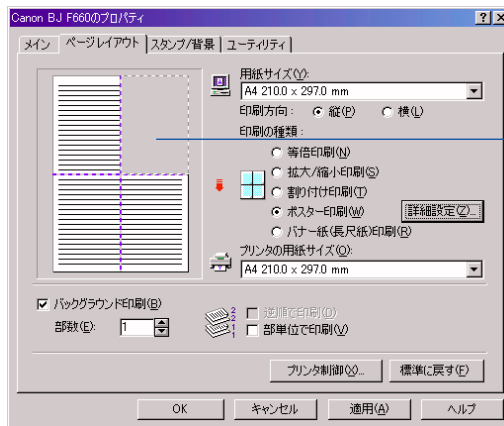 Canon BJ F660のプロパティ
メイン ページレイアウト スタンプ/背景 ユーティリティ
用紙サイズ(Y):
A4 210.0 x 297.0 mm
印刷方向: 縦(P) 横(L)
印刷の種類:
等倍印刷(N)
拡大/縮小印刷(S)
割り付け印刷(T)
ポスター印刷(W) 詳細設定(Z)...
バナー紙(長尺紙)印刷(R)
プリンタの用紙サイズ(O):
A4 210.0 x 297.0 mm
バックグラウンド印刷(B)
逆順で印刷(D)
部数(E): 1
部単位で印刷(V)
2
2
1
1
プリンタ制御(X)... 標準に戻す(F)
OK キャンセル 適用(A) ヘルプ